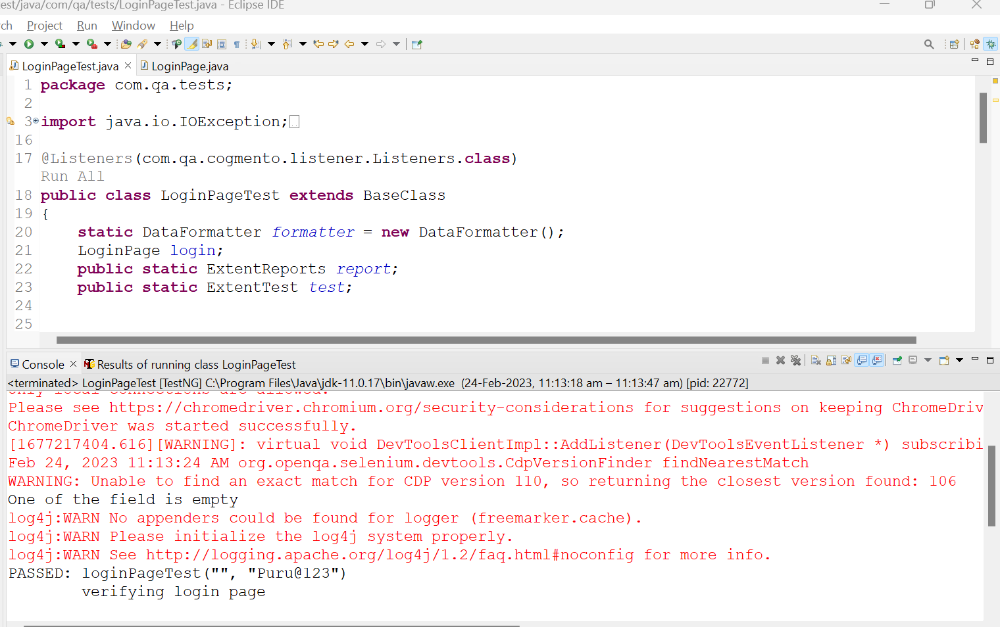 est/java/com/qa/tests/LoginPageTest.java - Eclipse IDE
ch Project Run Window Help
LoginPageTest.java LoginPage.java
1 package com.qa.tests;
2
3 import java.io.IOException;
16
17 @Listeners(com.qa.cogmento.listener.Listeners.class)
Run All
18 public class LoginPageTest extends BaseClass
19 {
20 static DataFormatter formatter = new DataFormatter();
21 LoginPage login;
22 public static ExtentReports report;
23 public static ExtentTest test;
24
25
Console Results of running class LoginPageTest
<terminated> LoginPageTest [TestNG] C:\Program Files\Java\jdk-11.0.17\bin\javaw.exe (24-Feb-2023, 11:13:18 am – 11:13:47 am) [pid: 22772]
Only local connections are allowed.
Please see https://chromedriver.chromium.org/security-considerations for suggestions on keeping ChromeDriv
ChromeDriver was started successfully.
[1677217404.616][WARNING]: virtual void DevToolsClientImpl::AddListener(DevToolsEventListener *) subscribi
Feb 24, 2023 11:13:24 AM org.openqa.selenium.devtools.CdpVersionFinder findNearestMatch
WARNING: Unable to find an exact match for CDP version 110, so returning the closest version found: 106
One of the field is empty
log4j:WARN No appenders could be found for logger (freemarker.cache).
log4j:WARN Please initialize the log4j system properly.
log4j:WARN See http://logging.apache.org/log4j/1.2/faq.html#noconfig for more info.
PASSED: loginPageTest("", "Puru@123")
verifying login page